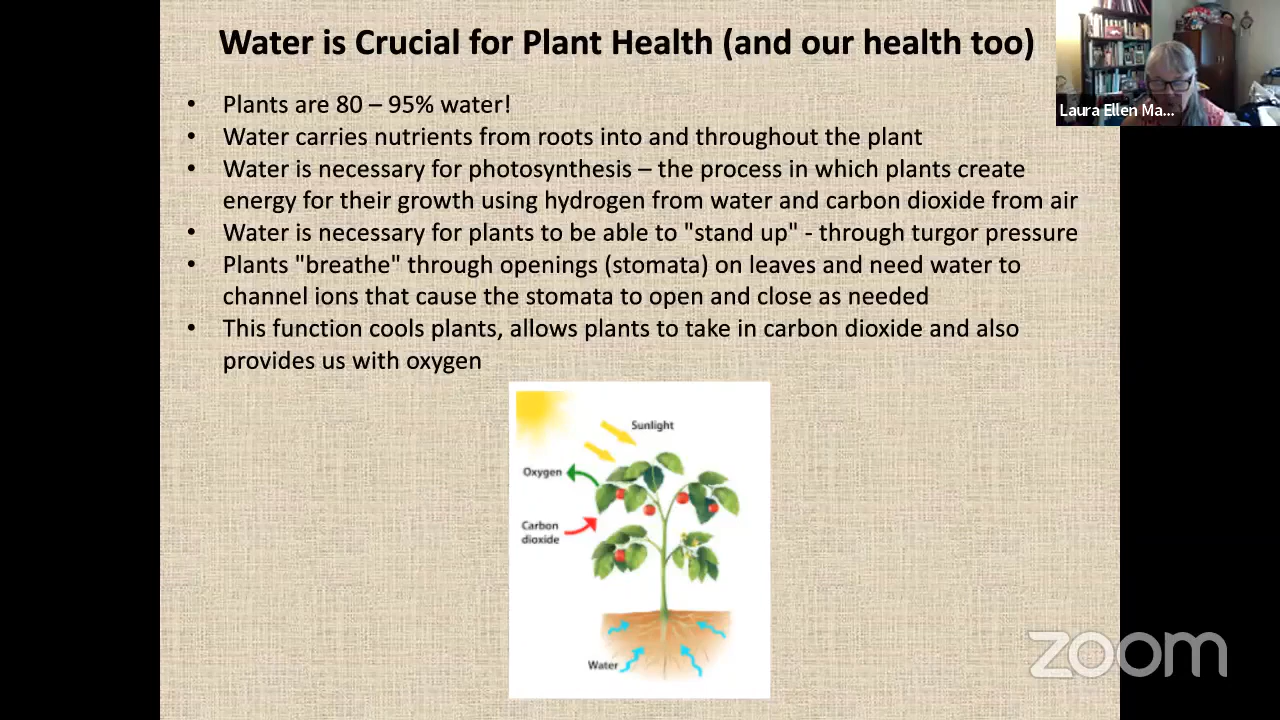 Water is Crucial for Plant Health (and our health too)
• Plants are 80 – 95% water!
• Water carries nutrients from roots into and throughout the plant
• Water is necessary for photosynthesis – the process in which plants create
energy for their growth using hydrogen from water and carbon dioxide from air
• Water is necessary for plants to be able to "stand up" - through turgor pressure
• Plants "breathe" through openings (stomata) on leaves and need water to
channel ions that cause the stomata to open and close as needed
• This function cools plants, allows plants to take in carbon dioxide and also
provides us with oxygen
Laura Ellen Ma...
Sunlight
Oxygen
Carbon
dioxide
Water
zoom